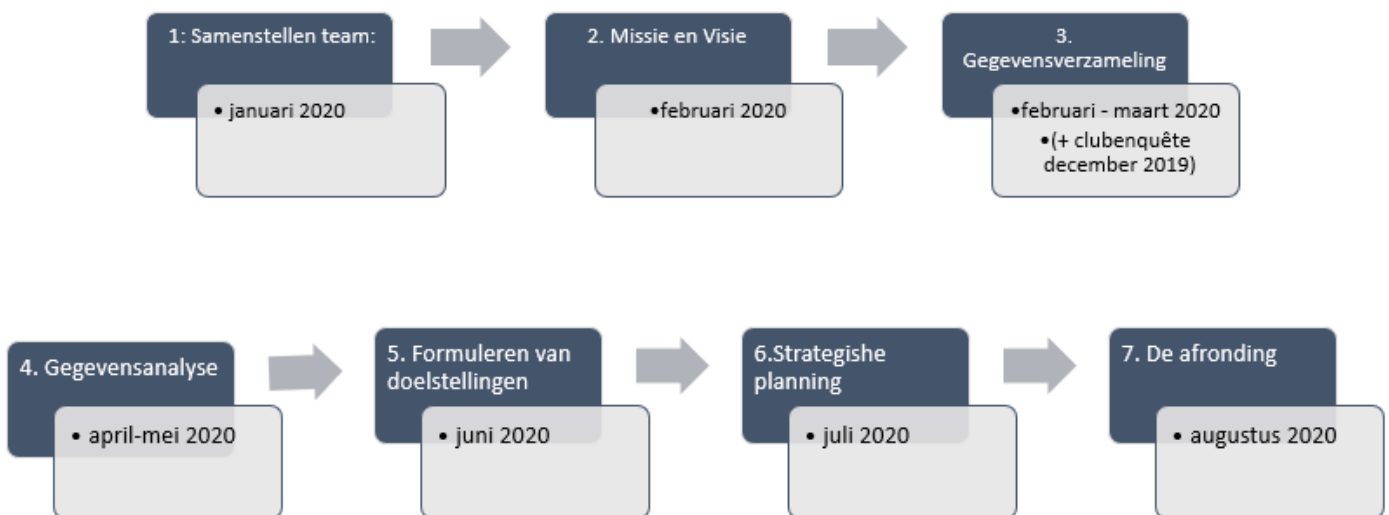 1: Samenstellen team:
• januari 2020
2. Missie en Visie
•februari 2020
3.
Gegevensverzameling
•februari - maart 2020
•(+ clubenquête
december 2019)
4. Gegevensanalyse
• april-mei 2020
5. Formuleren van
doelstellingen
• juni 2020
6.Strategishe
planning
• juli 2020
7. De afronding
• augustus 2020